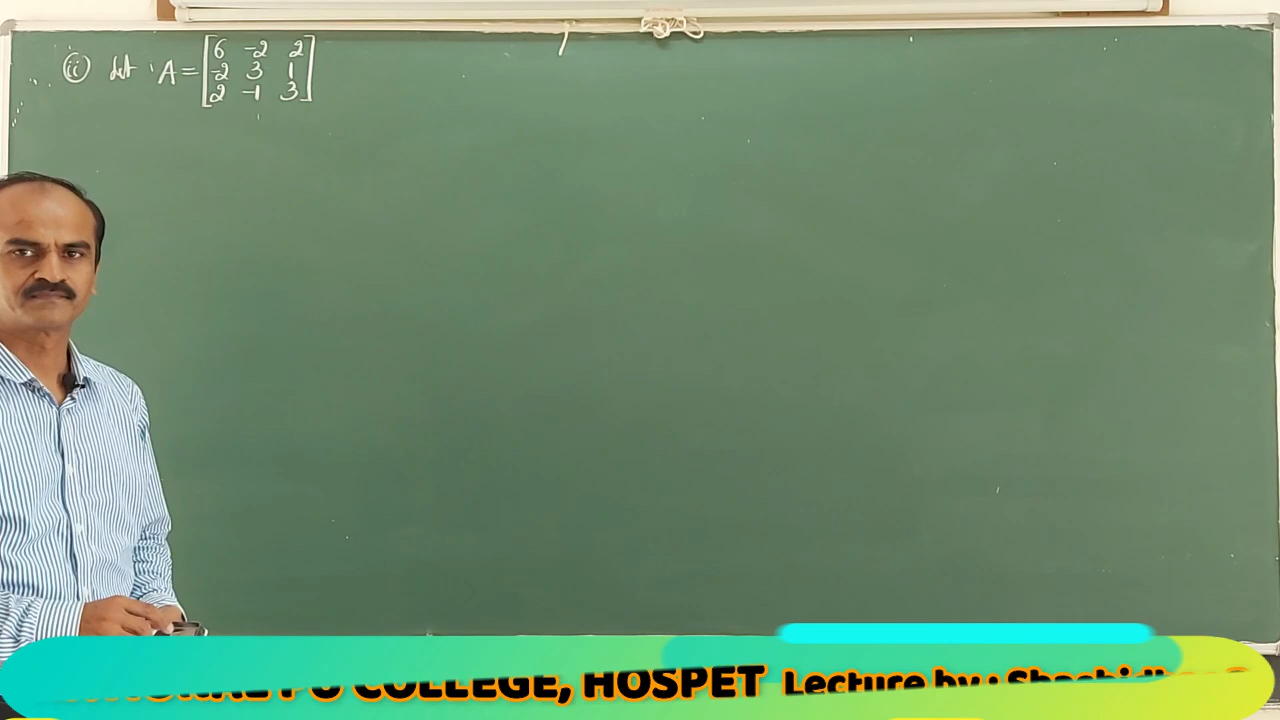 ii) let A = [6 -2 2
-2 3 1
2 -1 3]
COLLEGE, HOSPET Lecture by :